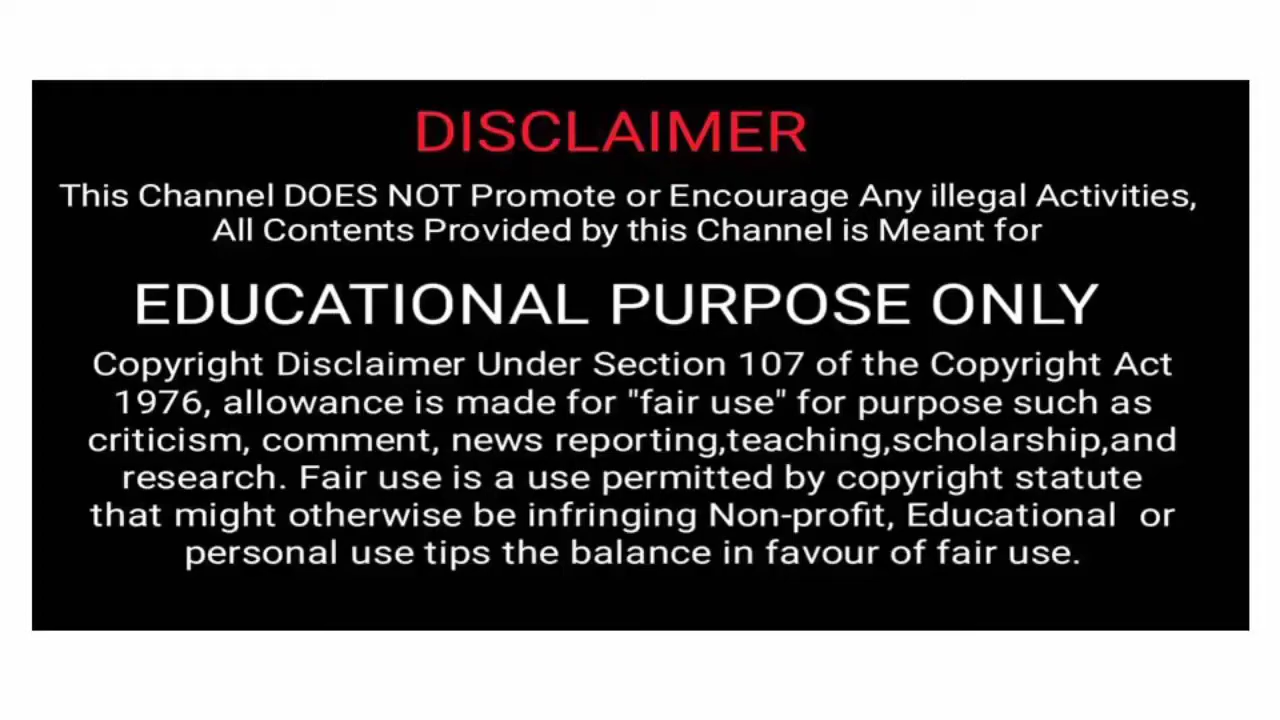 DISCLAIMER
This Channel DOES NOT Promote or Encourage Any illegal Activities,
All Contents Provided by this Channel is Meant for
EDUCATIONAL PURPOSE ONLY
Copyright Disclaimer Under Section 107 of the Copyright Act
1976, allowance is made for "fair use" for purpose such as
criticism, comment, news reporting,teaching,scholarship,and
research. Fair use is a use permitted by copyright statute
that might otherwise be infringing Non-profit, Educational  or
personal use tips the balance in favour of fair use.